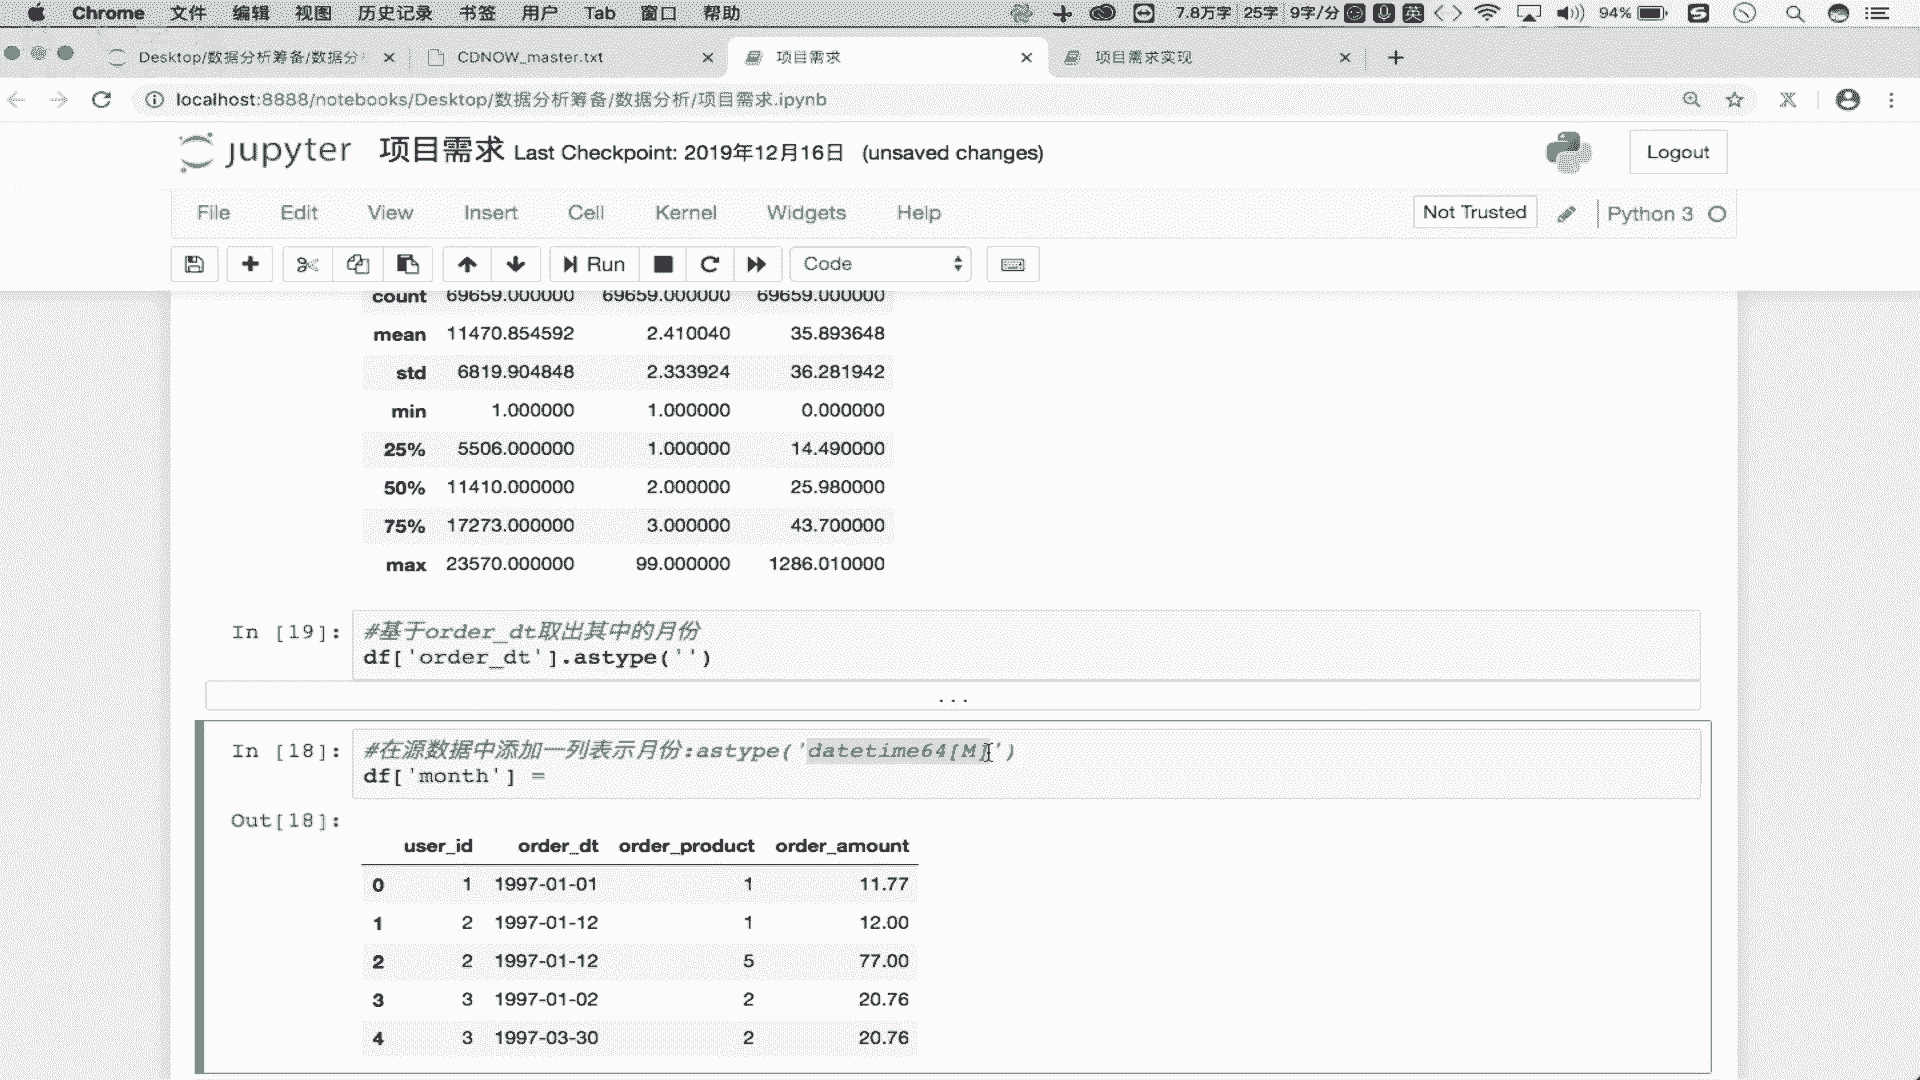 Chrome 文件 编辑 视图 历史记录 书签 用户 Tab 窗口 帮助 7.8万字 25字 9字/分 英 94%
Desktop/数据分析筹备/数据分 CDNOW_master.txt 项目需求 项目需求实现
localhost:8888/notebooks/Desktop/数据分析筹备/数据分析/项目需求.ipynb
jupyter 项目需求 Last Checkpoint: 2019年12月16日 (unsaved changes) Logout
File Edit View Insert Cell Kernel Widgets Help Not Trusted Python 3
Run Code
count 69659.000000 69659.000000 69659.000000
mean 11470.854592 2.410040 35.893648
std 6819.904848 2.333924 36.281942
min 1.000000 1.000000 0.000000
25% 5506.000000 1.000000 14.490000
50% 11410.000000 2.000000 25.980000
75% 17273.000000 3.000000 43.700000
max 23570.000000 99.000000 1286.010000
In [19]: #基于order_dt取出其中的月份
df['order_dt'].astype('')
...
In [18]: #在源数据中添加一列表示月份:astype('datetime64[M]')
df['month'] =
Out[18]:
user_id order_dt order_product order_amount
0 1 1997-01-01 1 11.77
1 2 1997-01-12 1 12.00
2 2 1997-01-12 5 77.00
3 3 1997-01-02 2 20.76
4 3 1997-03-30 2 20.76